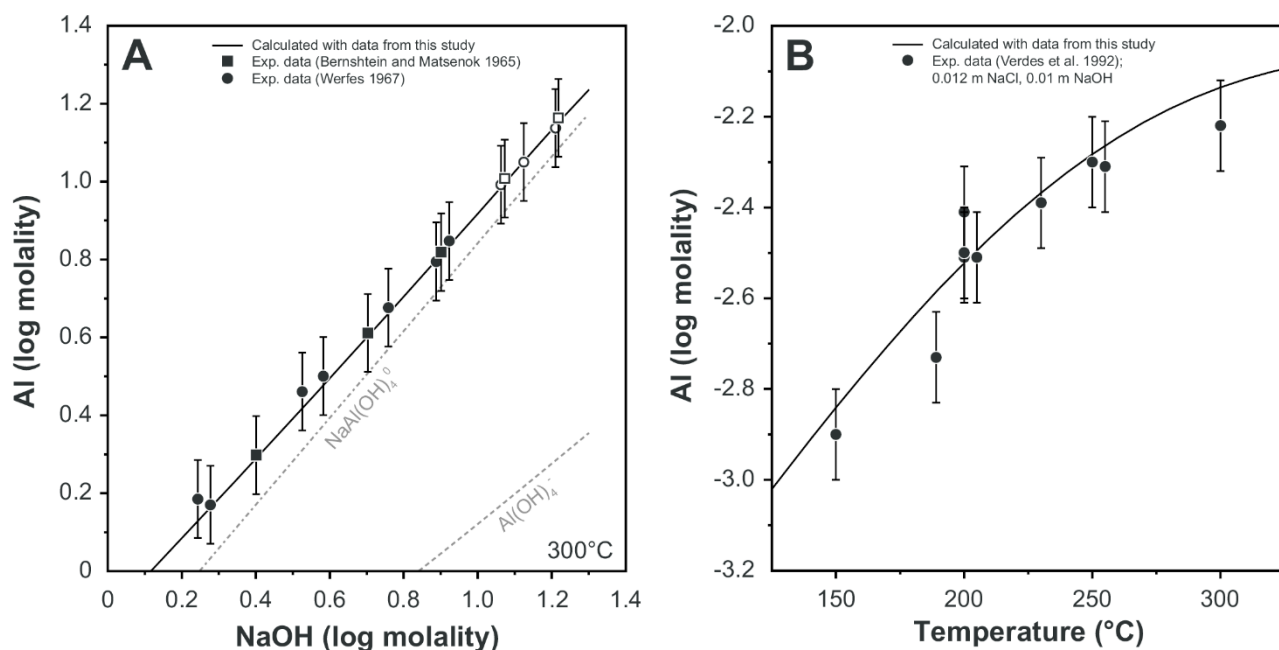 A
Calculated with data from this study
Exp. data (Bernshtein and Matsenok 1965)
Exp. data (Werfes 1967)
1.4
1.2
1.0
0.8
0.6
0.4
0.2
0
Al (log molality)
NaAl(OH)₄⁰
Al(OH)₄⁻
300°C
0 0.2 0.4 0.6 0.8 1.0 1.2 1.4
NaOH (log molality)
B
Calculated with data from this study
Exp. data (Verdes et al. 1992);
0.012 m NaCl, 0.01 m NaOH
-2.0
-2.2
-2.4
-2.6
-2.8
-3.0
-3.2
Al (log molality)
150 200 250 300
Temperature (°C)